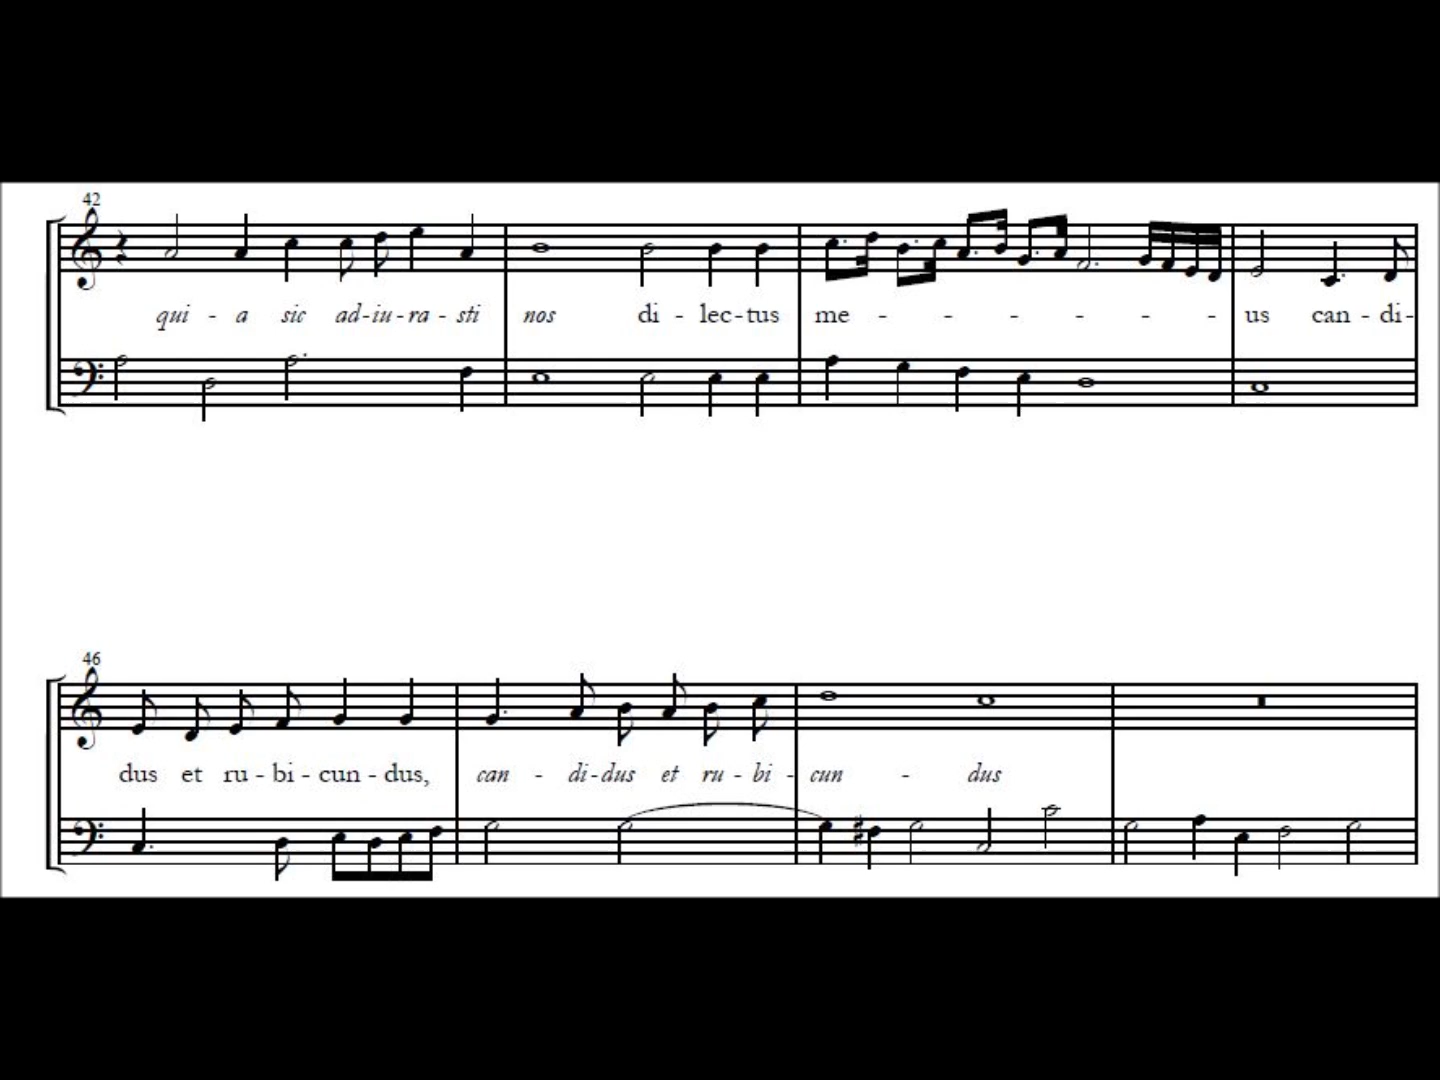 42
qui - a sic ad-iu-ra - sti nos di - lec-tus me - - - - - - us can - di-
46
dus et ru - bi - cun - dus, can - di-dus et ru - bi - cun - dus